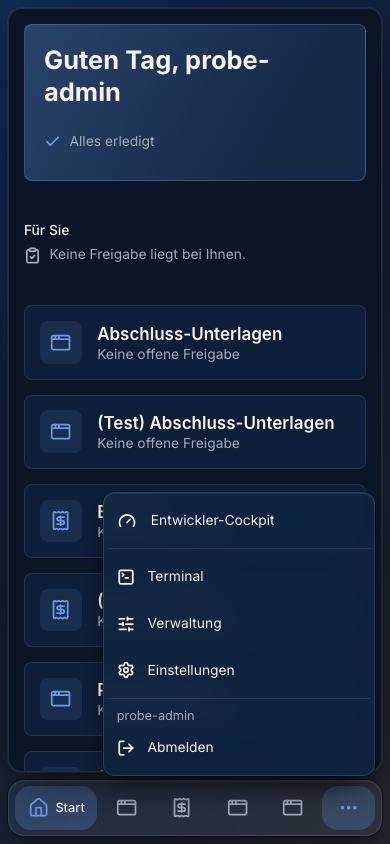 Guten Tag, probe-
admin
Alles erledigt
Für Sie
Keine Freigabe liegt bei Ihnen.
Abschluss-Unterlagen
Keine offene Freigabe
(Test) Abschluss-Unterlagen
Keine offene Freigabe
Entwickler-Cockpit
Terminal
Verwaltung
Einstellungen
probe-admin
Abmelden
Start